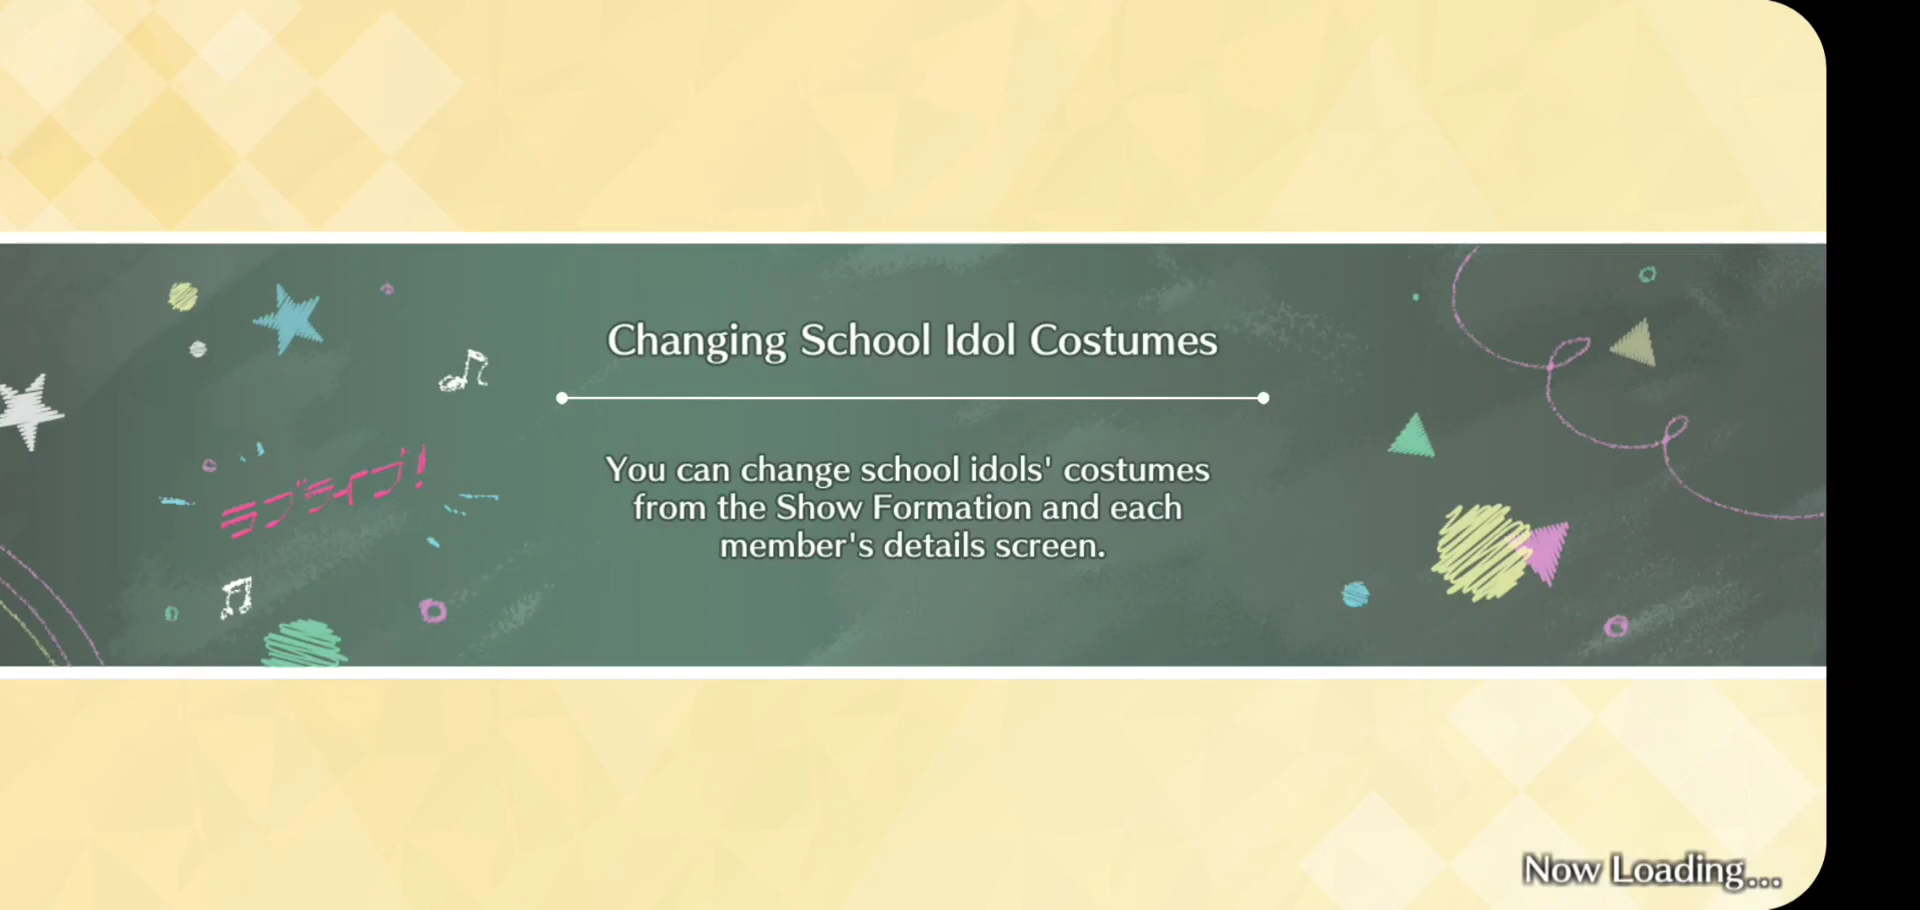 Changing School Idol Costumes
ラブライブ!
You can change school idols' costumes
from the Show Formation and each
member's details screen.
Now Loading...